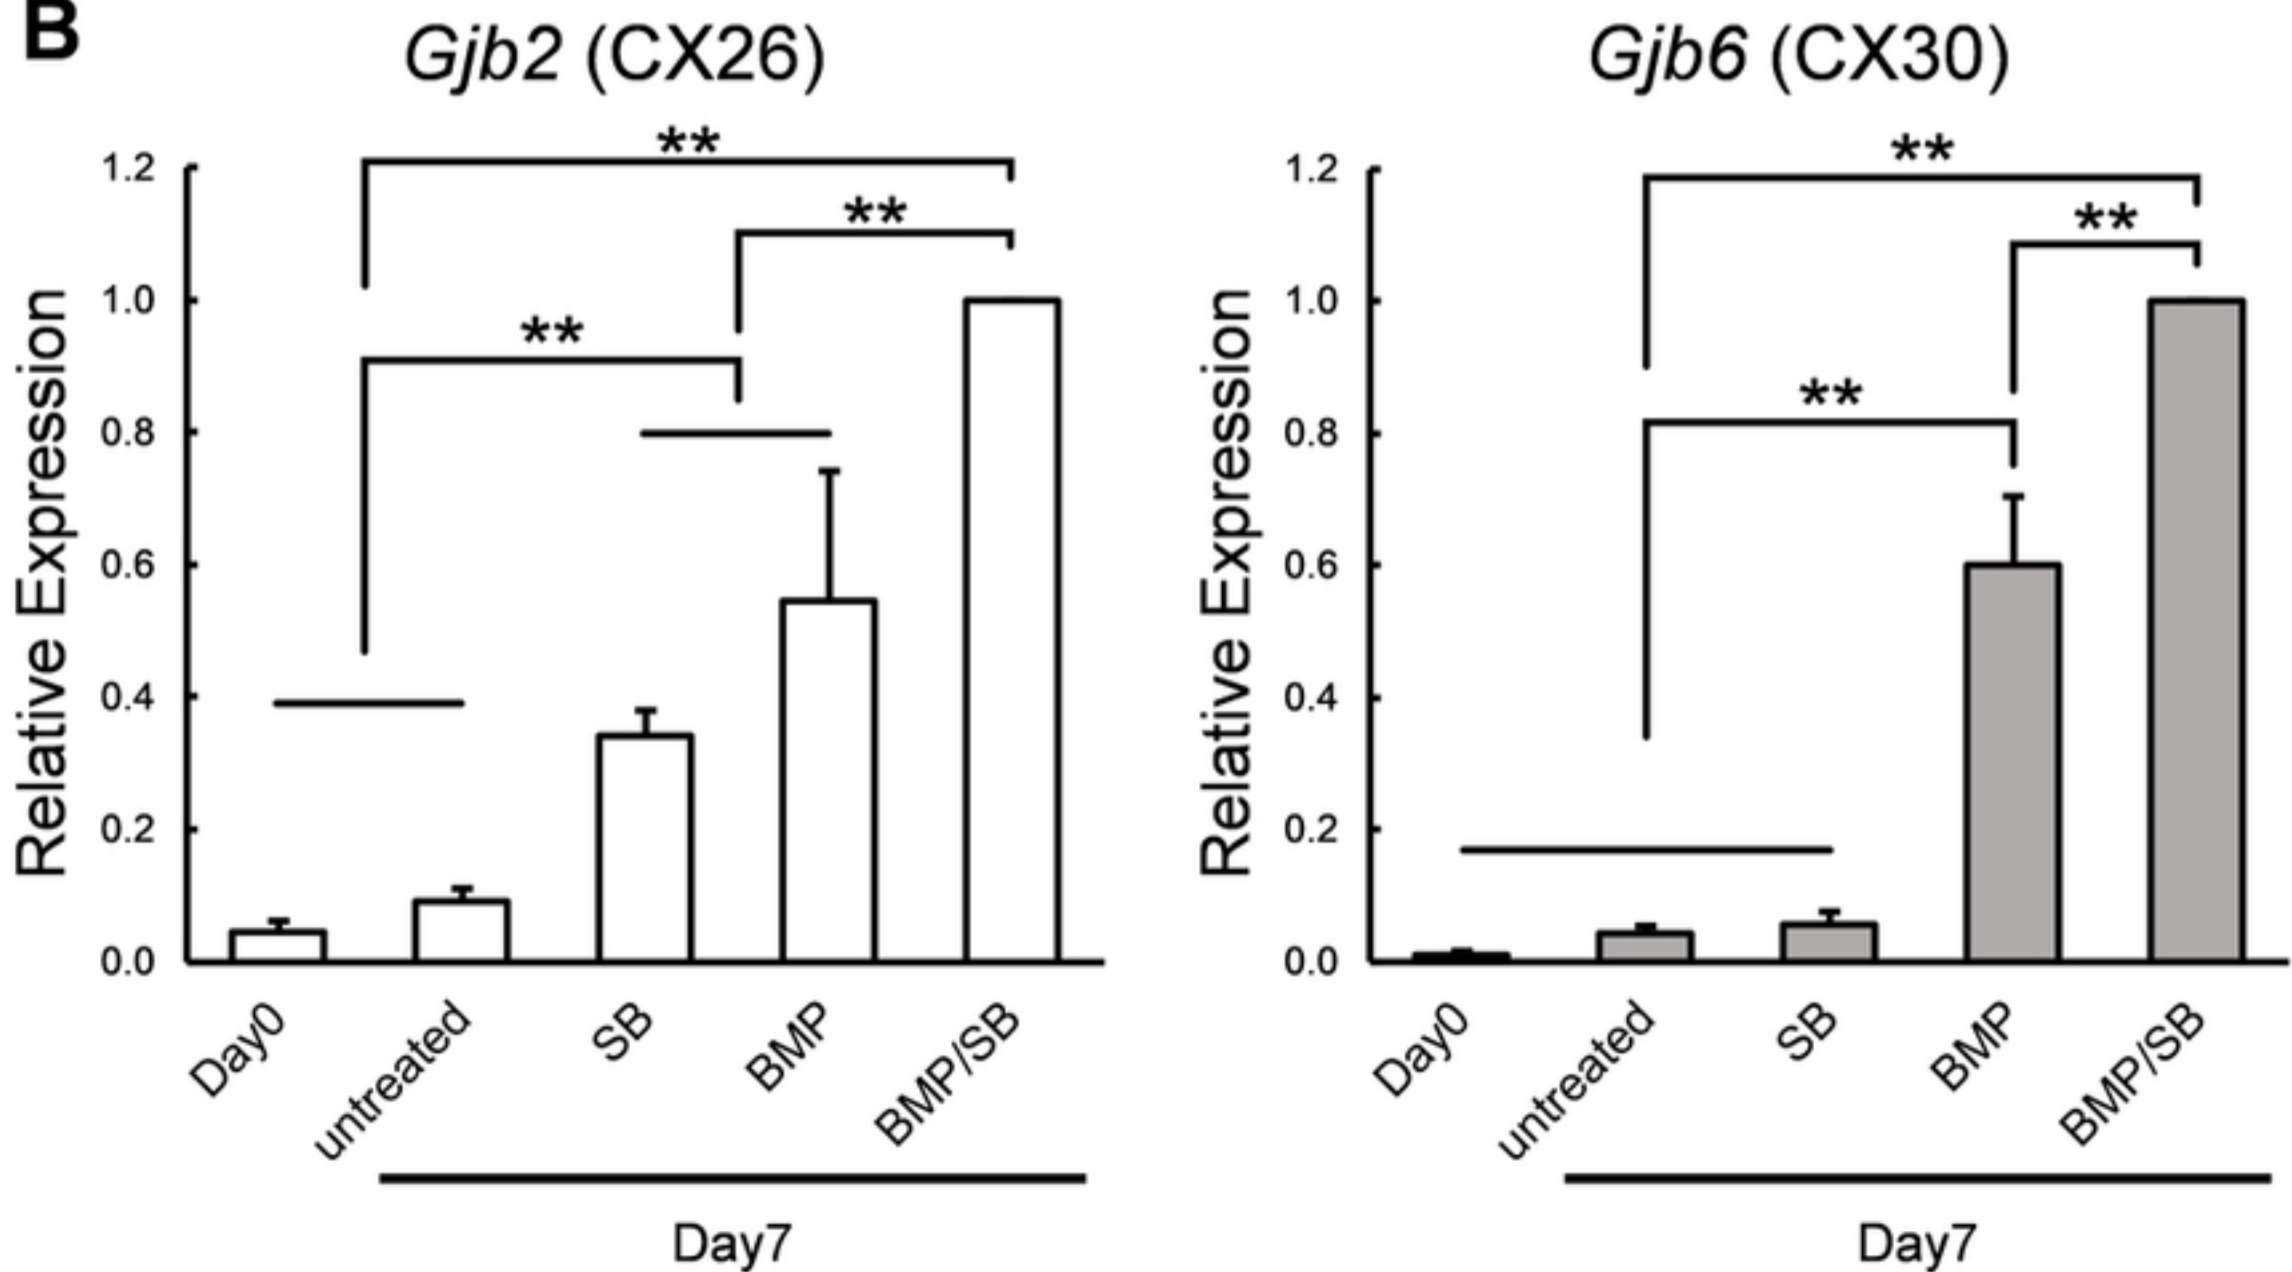 B
Gjb2 (CX26)
**
**
**
Relative Expression
1.2
1.0
0.8
0.6
0.4
0.2
0.0
Day0
untreated
SB
BMP
BMP/SB
Day7
Gjb6 (CX30)
**
**
**
Relative Expression
1.2
1.0
0.8
0.6
0.4
0.2
0.0
Day0
untreated
SB
BMP
BMP/SB
Day7